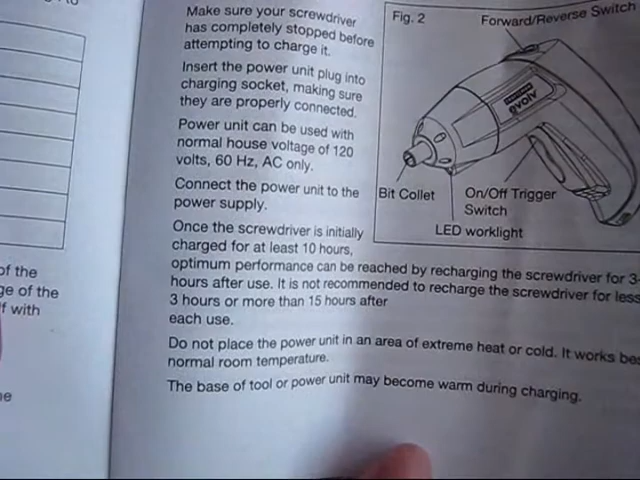 Make sure your screwdriver
has completely stopped before
attempting to charge it.
Insert the power unit plug into
charging socket, making sure
they are properly connected.
Power unit can be used with
normal house voltage of 120
volts, 60 Hz, AC only.
Connect the power unit to the
power supply.
Once the screwdriver is initially
charged for at least 10 hours,
optimum performance can be reached by recharging the screwdriver for 3-
hours after use. It is not recommended to recharge the screwdriver for less
3 hours or more than 15 hours after
each use.
Do not place the power unit in an area of extreme heat or cold. It works bes
normal room temperature.
The base of tool or power unit may become warm during charging.
Fig. 2
Forward/Reverse Switch
evolv
Bit Collet
On/Off Trigger
Switch
LED worklight
of the
ge of the
f with